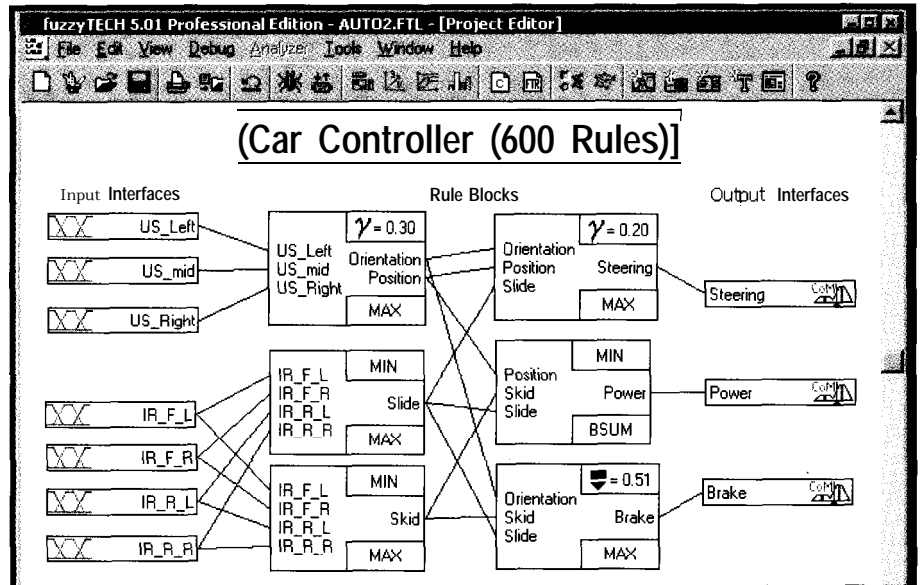 fuzzyTECH 5.01 Professional Edition - AUTO2.FTL - [Project Editor]
File Edit View Debug Analyzer Tools Window Help
(Car Controller (600 Rules)]
Input Interfaces
Rule Blocks
Output Interfaces
US_Left
US_mid
US_Right
IR_F_L
IR_F_R
IR_R_L
IR_R_R
US_Left
US_mid
US_Right
γ = 0.30
Orientation
Position
MAX
IR_F_L
IR_F_R
IR_R_L
IR_R_R
MIN
Slide
MAX
IR_F_L
IR_F_R
IR_R_L
IR_R_R
MIN
Skid
MAX
Orientation
Position
Slide
γ = 0.20
Steering
MAX
Position
Skid
Slide
MIN
Power
BSUM
Orientation
Skid
Slide
= 0.51
Brake
MAX
Steering
CoM
Power
CoM
Brake
CoM